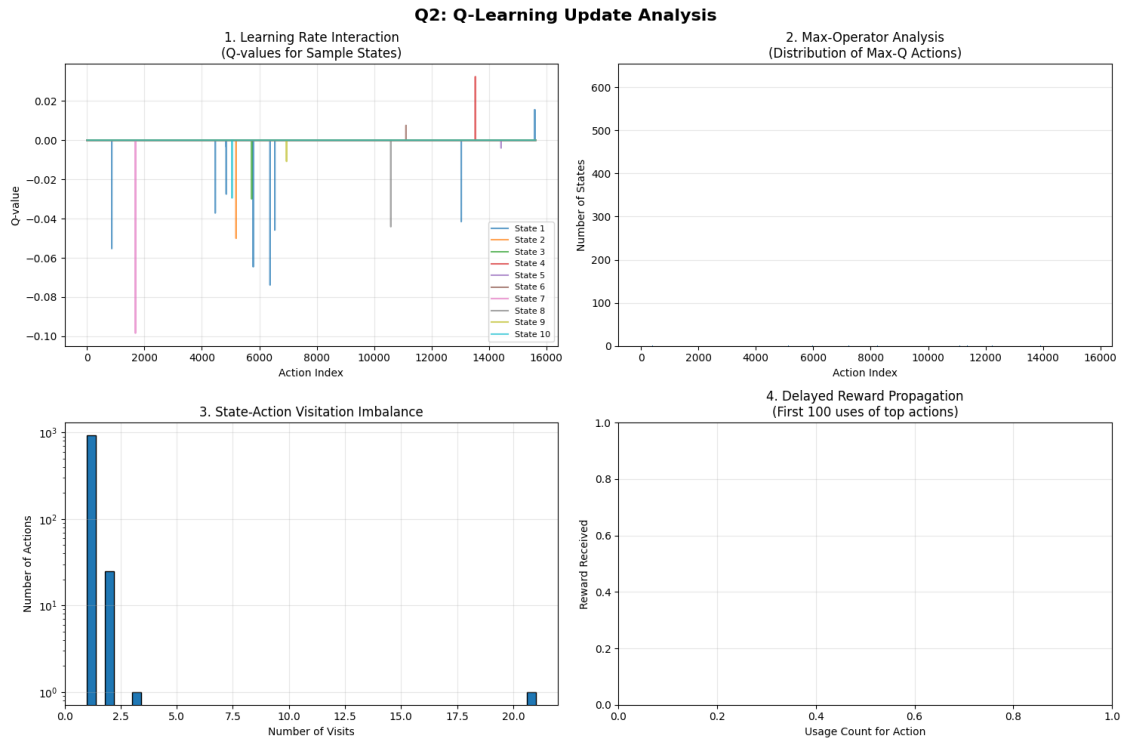 Q2: Q-Learning Update Analysis
1. Learning Rate Interaction
(Q-values for Sample States)
0.02
0.00
−0.02
−0.04
−0.06
−0.08
−0.10
Q-value
0 2000 4000 6000 8000 10000 12000 14000 16000
Action Index
State 1
State 2
State 3
State 4
State 5
State 6
State 7
State 8
State 9
State 10
2. Max-Operator Analysis
(Distribution of Max-Q Actions)
600
500
400
300
200
100
0
Number of States
0 2000 4000 6000 8000 10000 12000 14000 16000
Action Index
3. State-Action Visitation Imbalance
10³
10²
10¹
10⁰
Number of Actions
0.0 2.5 5.0 7.5 10.0 12.5 15.0 17.5 20.0
Number of Visits
4. Delayed Reward Propagation
(First 100 uses of top actions)
1.0
0.8
0.6
0.4
0.2
0.0
Reward Received
0.0 0.2 0.4 0.6 0.8 1.0
Usage Count for Action